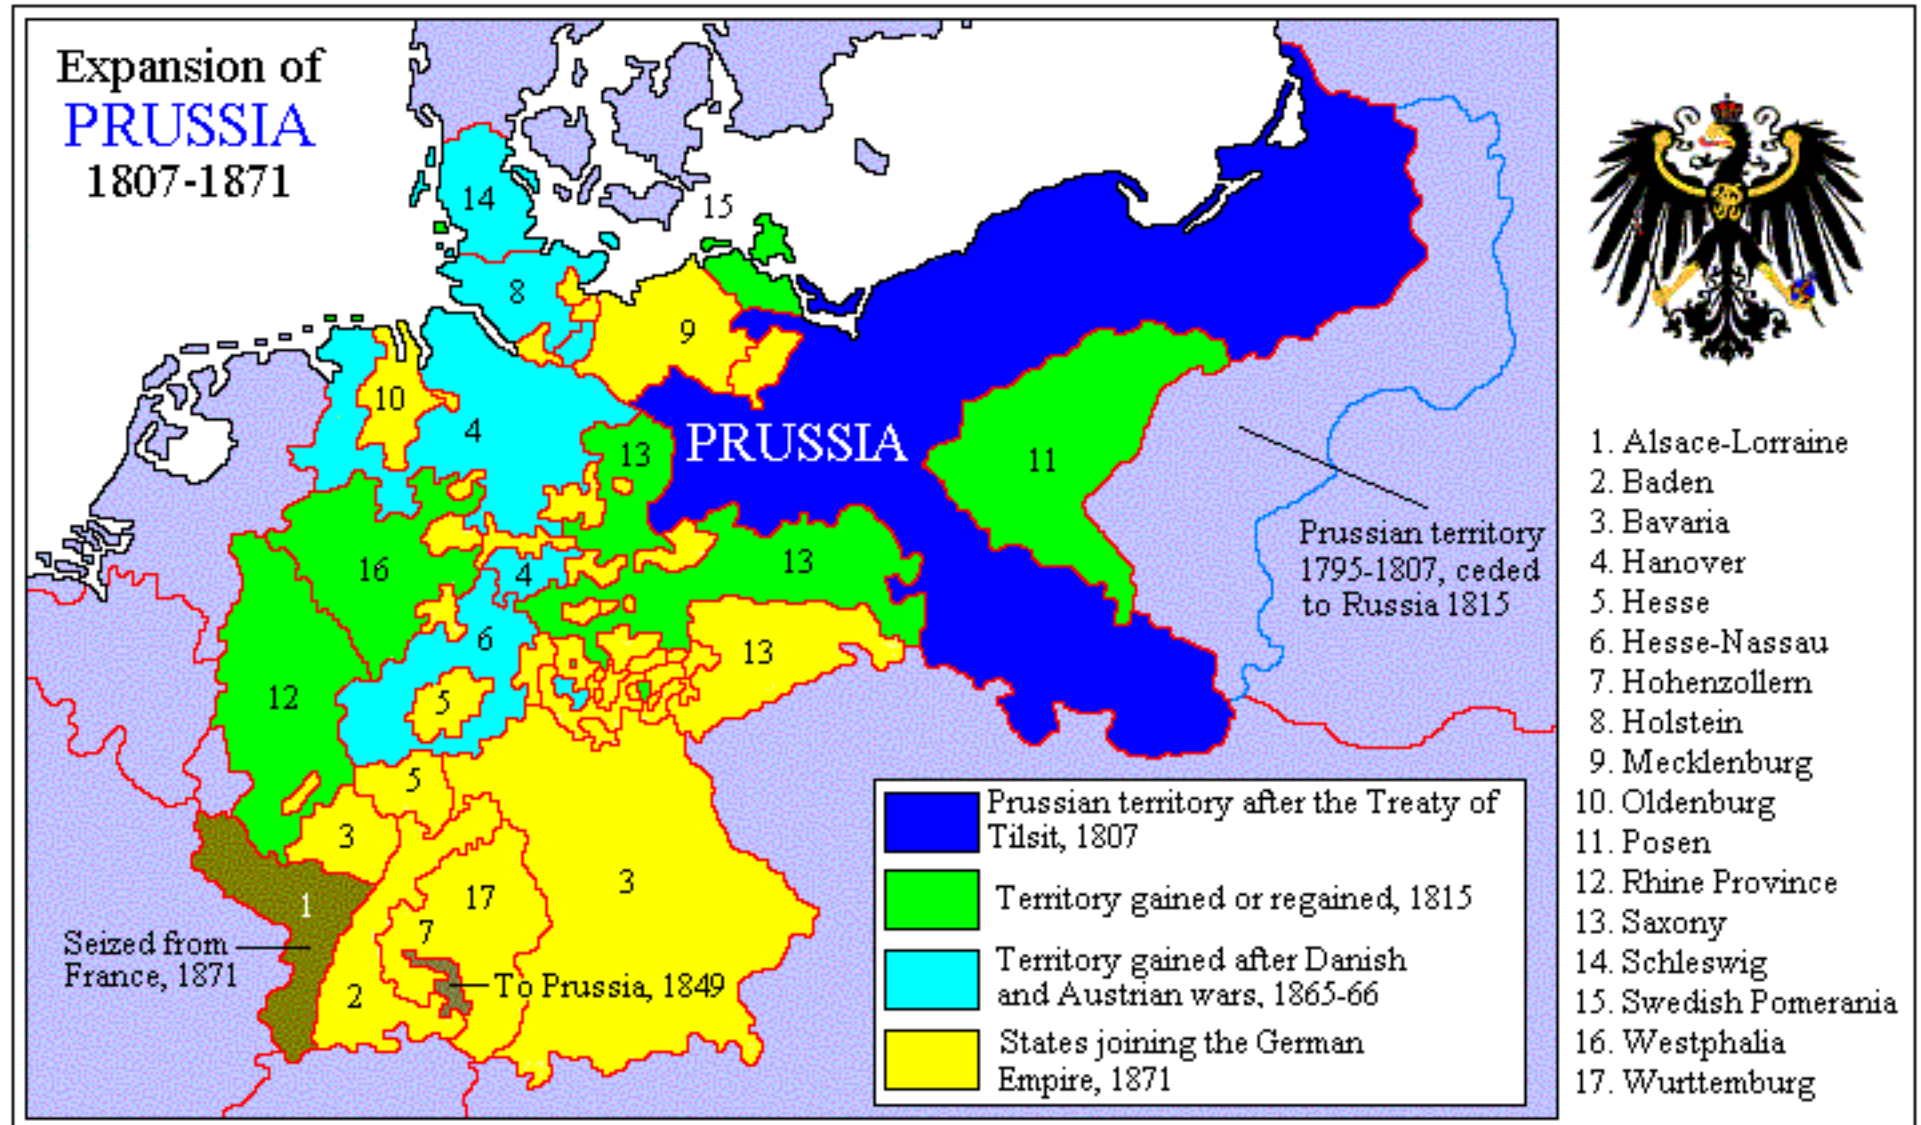 Expansion of
PRUSSIA
1807-1871
14
15
8
9
10
4
13
PRUSSIA
11
Prussian territory
1795-1807, ceded
to Russia 1815
16
4
13
6
13
12
5
5
3
3
1
17
7
Seized from
France, 1871
2
To Prussia, 1849
Prussian territory after the Treaty of
Tilsit, 1807
Territory gained or regained, 1815
Territory gained after Danish
and Austrian wars, 1865-66
States joining the German
Empire, 1871
1. Alsace-Lorraine
2. Baden
3. Bavaria
4. Hanover
5. Hesse
6. Hesse-Nassau
7. Hohenzollern
8. Holstein
9. Mecklenburg
10. Oldenburg
11. Posen
12. Rhine Province
13. Saxony
14. Schleswig
15. Swedish Pomerania
16. Westphalia
17. Wurttemburg